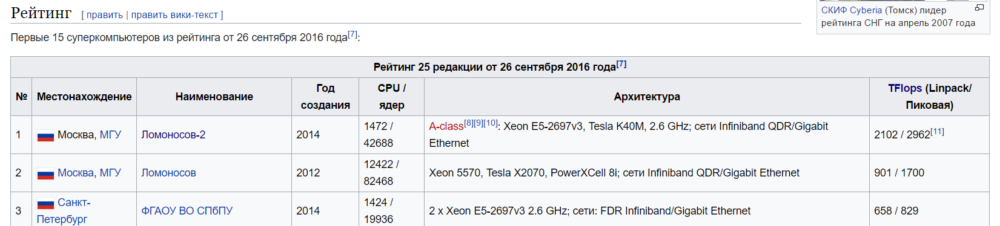 Рейтинг [ править | править вики-текст ]
СКИФ Cyberia (Томск) лидер
рейтинга СНГ на апрель 2007 года
Первые 15 суперкомпьютеров из рейтинга от 26 сентября 2016 года[7]:
Рейтинг 25 редакции от 26 сентября 2016 года[7]
№ Местонахождение Наименование Год создания CPU / ядер Архитектура TFlops (Linpack/ Пиковая)
1 Москва, МГУ Ломоносов-2 2014 1472 / 42688 A-class[8][9][10]: Xeon E5-2697v3, Tesla K40M, 2.6 GHz; сети Infiniband QDR/Gigabit Ethernet 2102 / 2962[11]
2 Москва, МГУ Ломоносов 2012 12422 / 82468 Xeon 5570, Tesla X2070, PowerXCell 8i; сети Infiniband QDR/Gigabit Ethernet 901 / 1700
3 Санкт-Петербург ФГАОУ ВО СПбПУ 2014 1424 / 19936 2 x Xeon E5-2697v3 2.6 GHz; сети: FDR Infiniband/Gigabit Ethernet 658 / 829